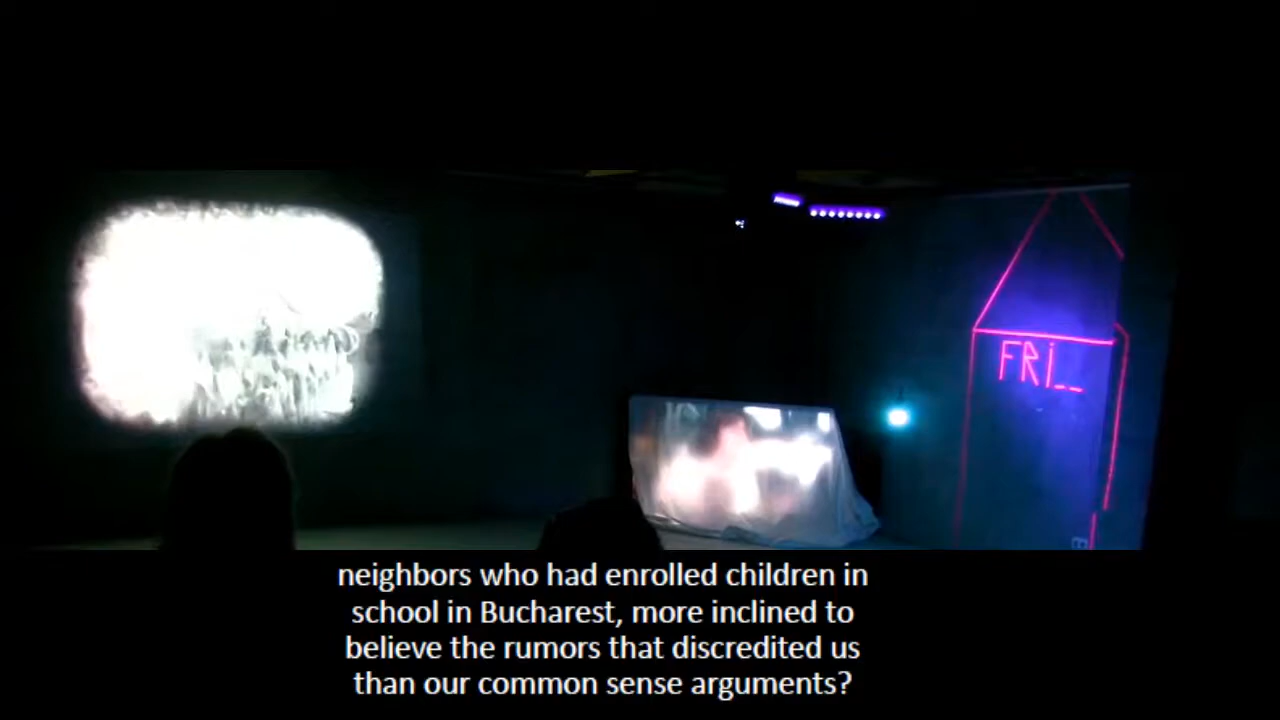 FRi__
neighbors who had enrolled children in
school in Bucharest, more inclined to
believe the rumors that discredited us
than our common sense arguments?